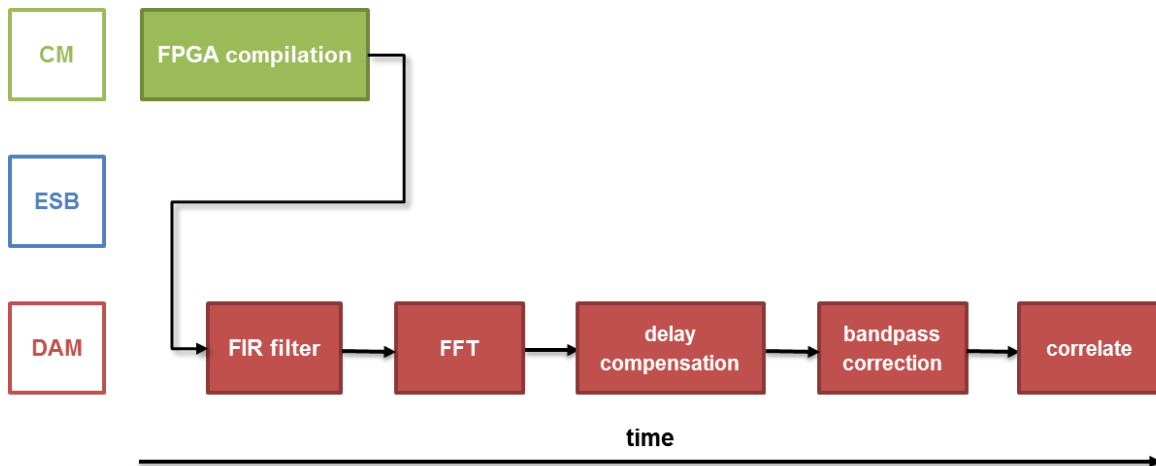 CM
FPGA compilation
ESB
DAM
FIR filter
FFT
delay
compensation
bandpass
correction
correlate
time